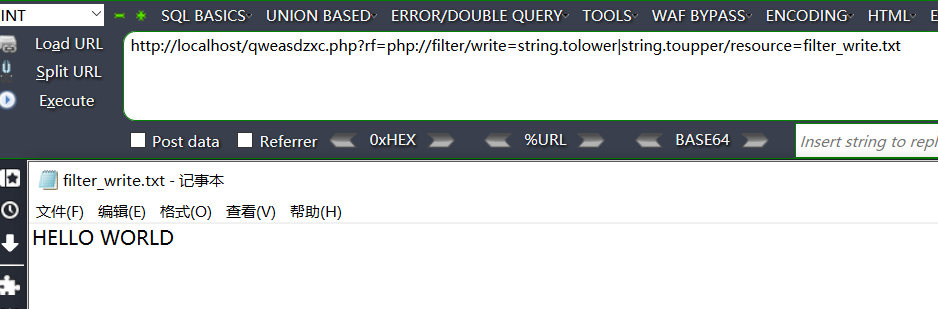 INT SQL BASICS UNION BASED ERROR/DOUBLE QUERY TOOLS WAF BYPASS ENCODING HTML
Load URL http://localhost/qweasdzxc.php?rf=php://filter/write=string.tolower|string.toupper/resource=filter_write.txt
Split URL
Execute
Post data Referrer 0xHEX %URL BASE64 Insert string to repl
filter_write.txt - 记事本
文件(F) 编辑(E) 格式(O) 查看(V) 帮助(H)
HELLO WORLD